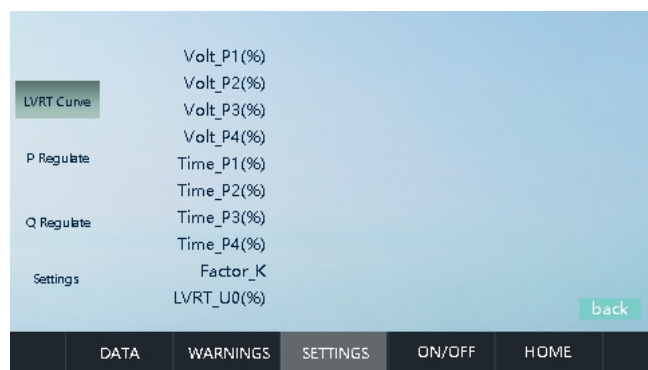 Volt_P1(%)
Volt_P2(%)
LVRT Curve
Volt_P3(%)
Volt_P4(%)
P Regulate
Time_P1(%)
Time_P2(%)
Q Regulate
Time_P3(%)
Time_P4(%)
Settings
Factor_K
LVRT_U0(%)
back
DATA WARNINGS SETTINGS ON/OFF HOME